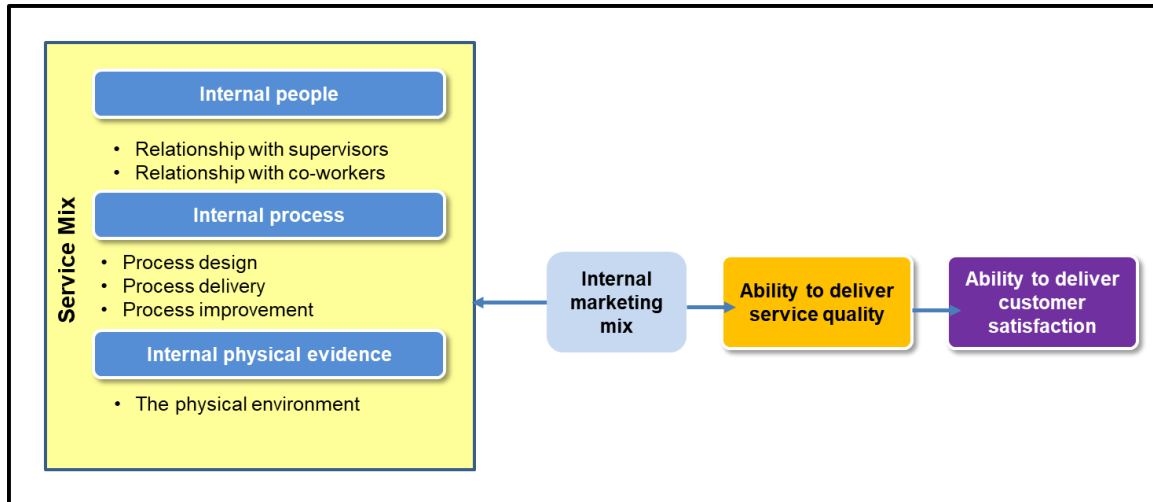 Service Mix
Internal people
• Relationship with supervisors
• Relationship with co-workers
Internal process
• Process design
• Process delivery
• Process improvement
Internal physical evidence
• The physical environment
Internal
marketing
mix
Ability to deliver
service quality
Ability to deliver
customer
satisfaction